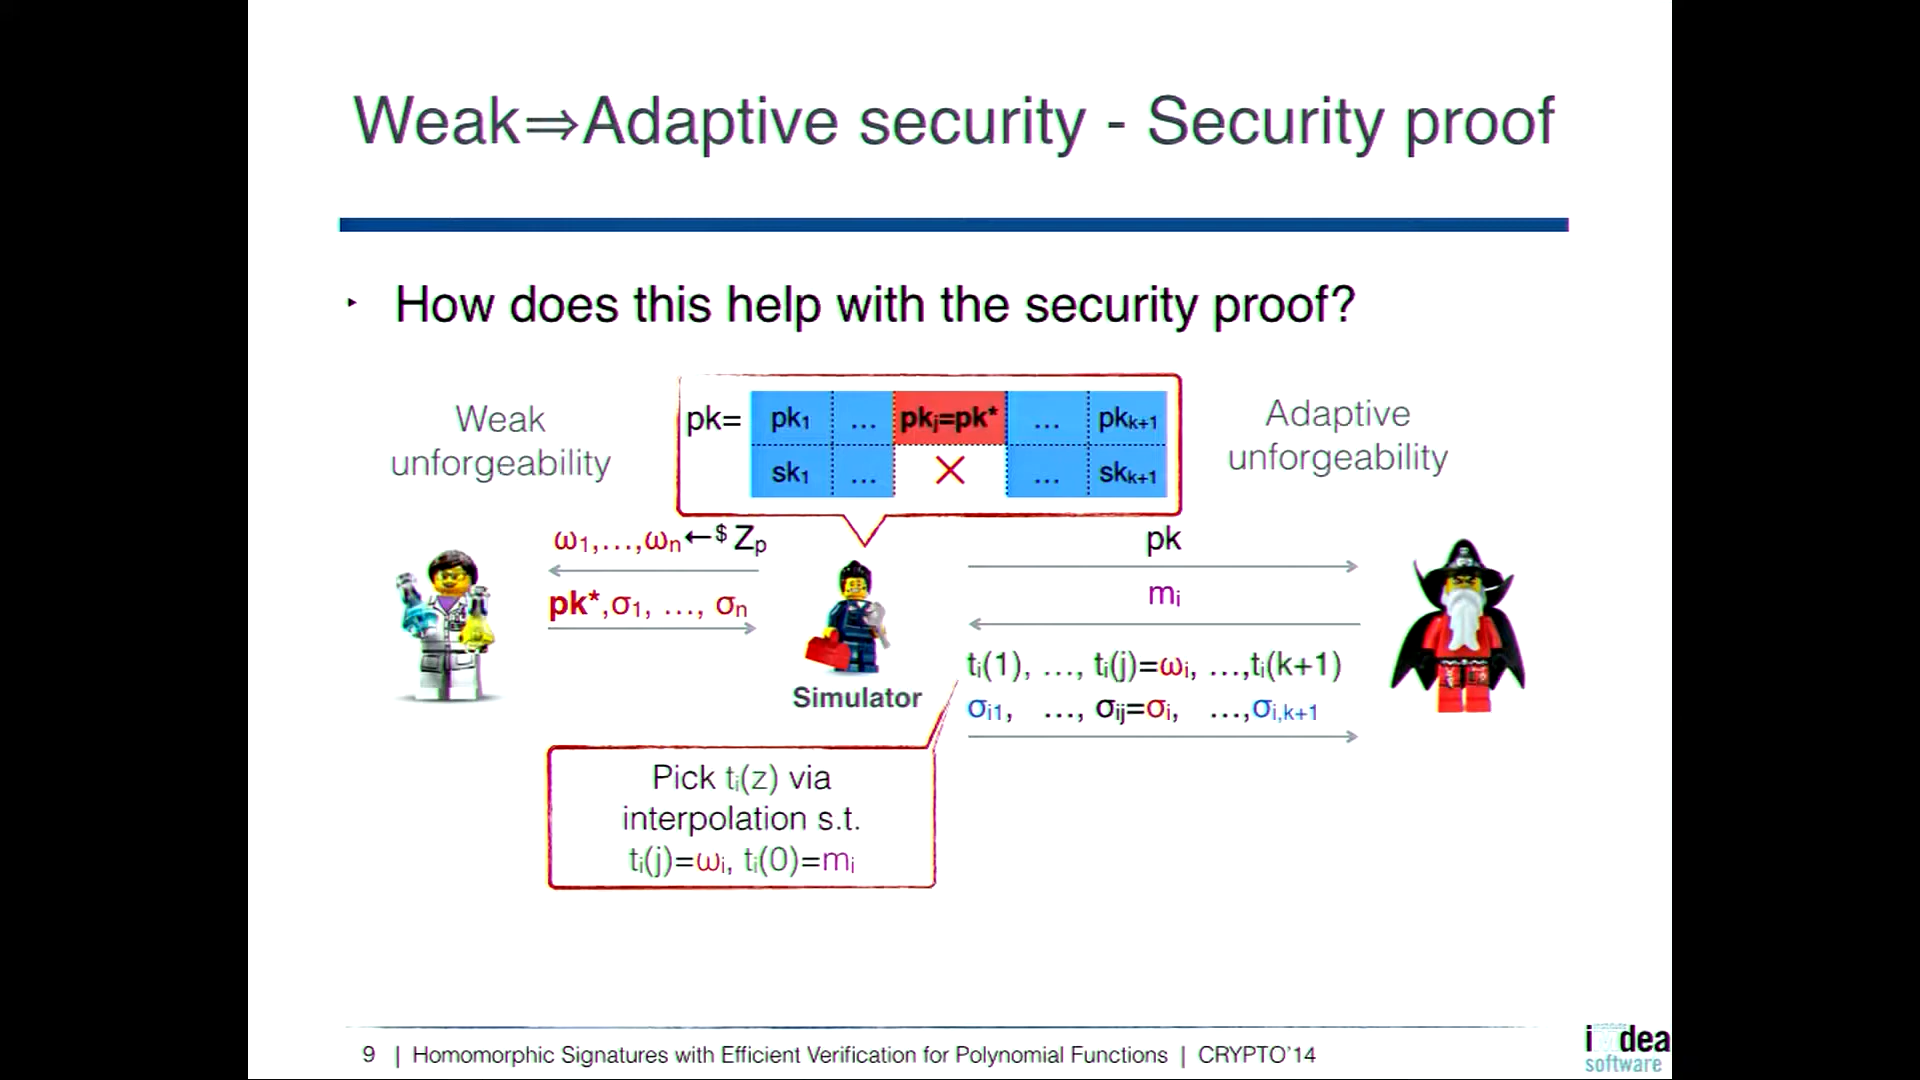 Weak⇒Adaptive security - Security proof
‣ How does this help with the security proof?
Weak
unforgeability
pk= pk₁ ... pkⱼ=pk* ... pkₖ₊₁
sk₁ ... ✕ ... skₖ₊₁
Adaptive
unforgeability
ω₁,...,ωₙ←$ Zₚ
pk*,σ₁, ..., σₙ
Simulator
pk
mᵢ
tᵢ(1), ..., tᵢ(j)=ωᵢ, ...,tᵢ(k+1)
σᵢ₁, ..., σᵢⱼ=σᵢ, ...,σᵢ,ₖ₊₁
Pick tᵢ(z) via
interpolation s.t.
tᵢ(j)=ωᵢ, tᵢ(0)=mᵢ
9 | Homomorphic Signatures with Efficient Verification for Polynomial Functions | CRYPTO'14
software